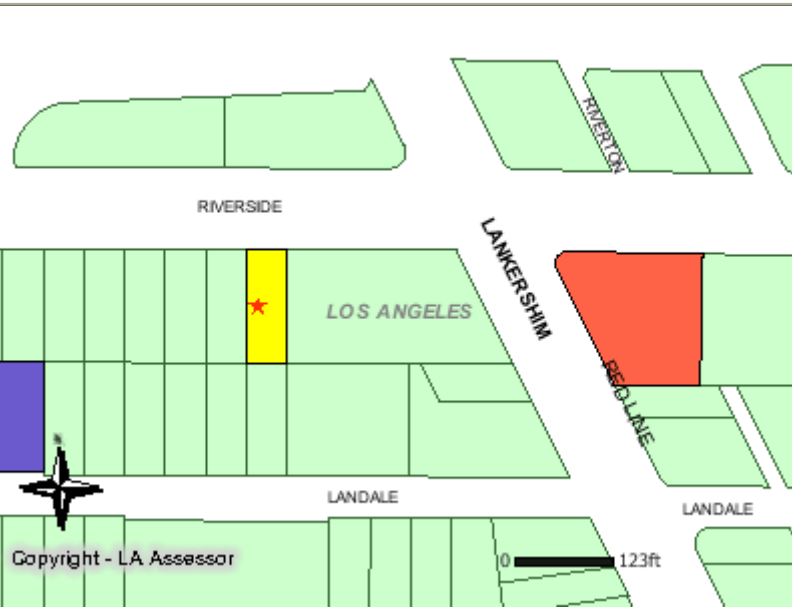 RIVERTON
RIVERSIDE
LANKERSHIM
LOS ANGELES
RED LINE
N
LANDALE
LANDALE
Copyright - LA Assessor
0 123ft